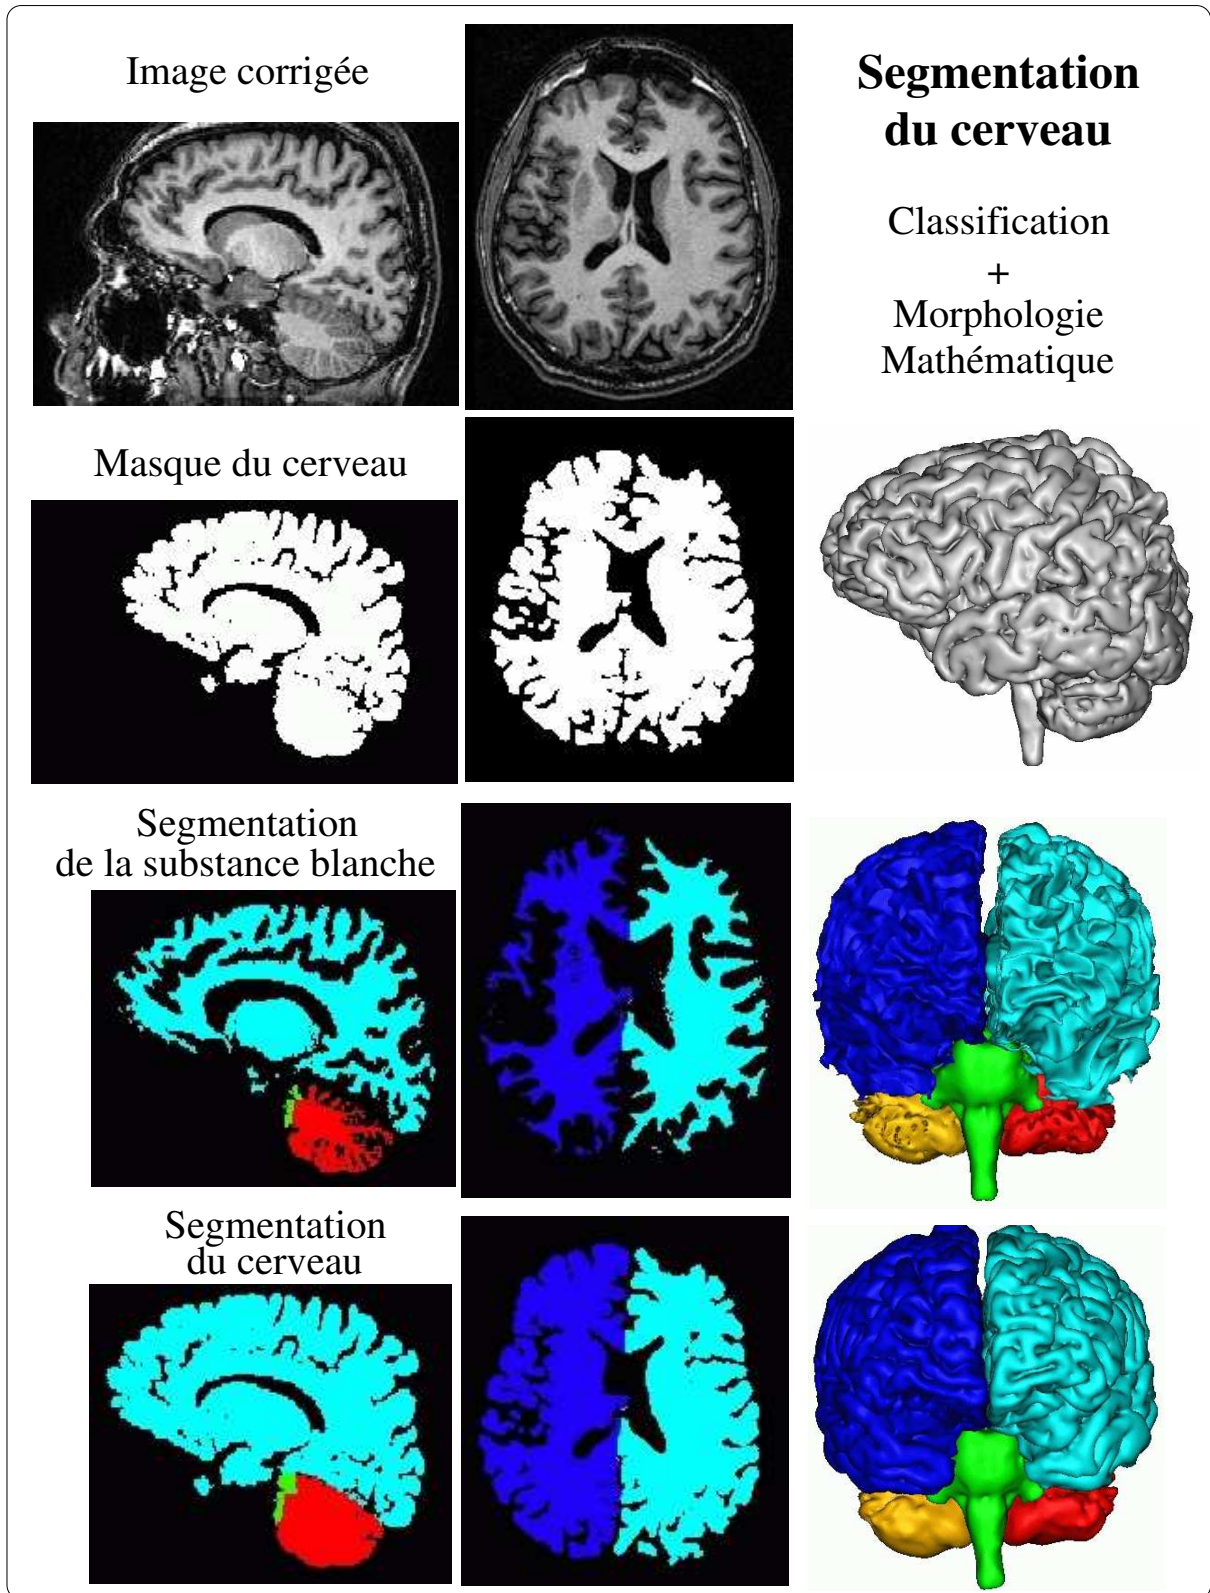 Image corrigée
Segmentation
du cerveau
Classification
+
Morphologie
Mathématique
Masque du cerveau
Segmentation
de la substance blanche
Segmentation
du cerveau